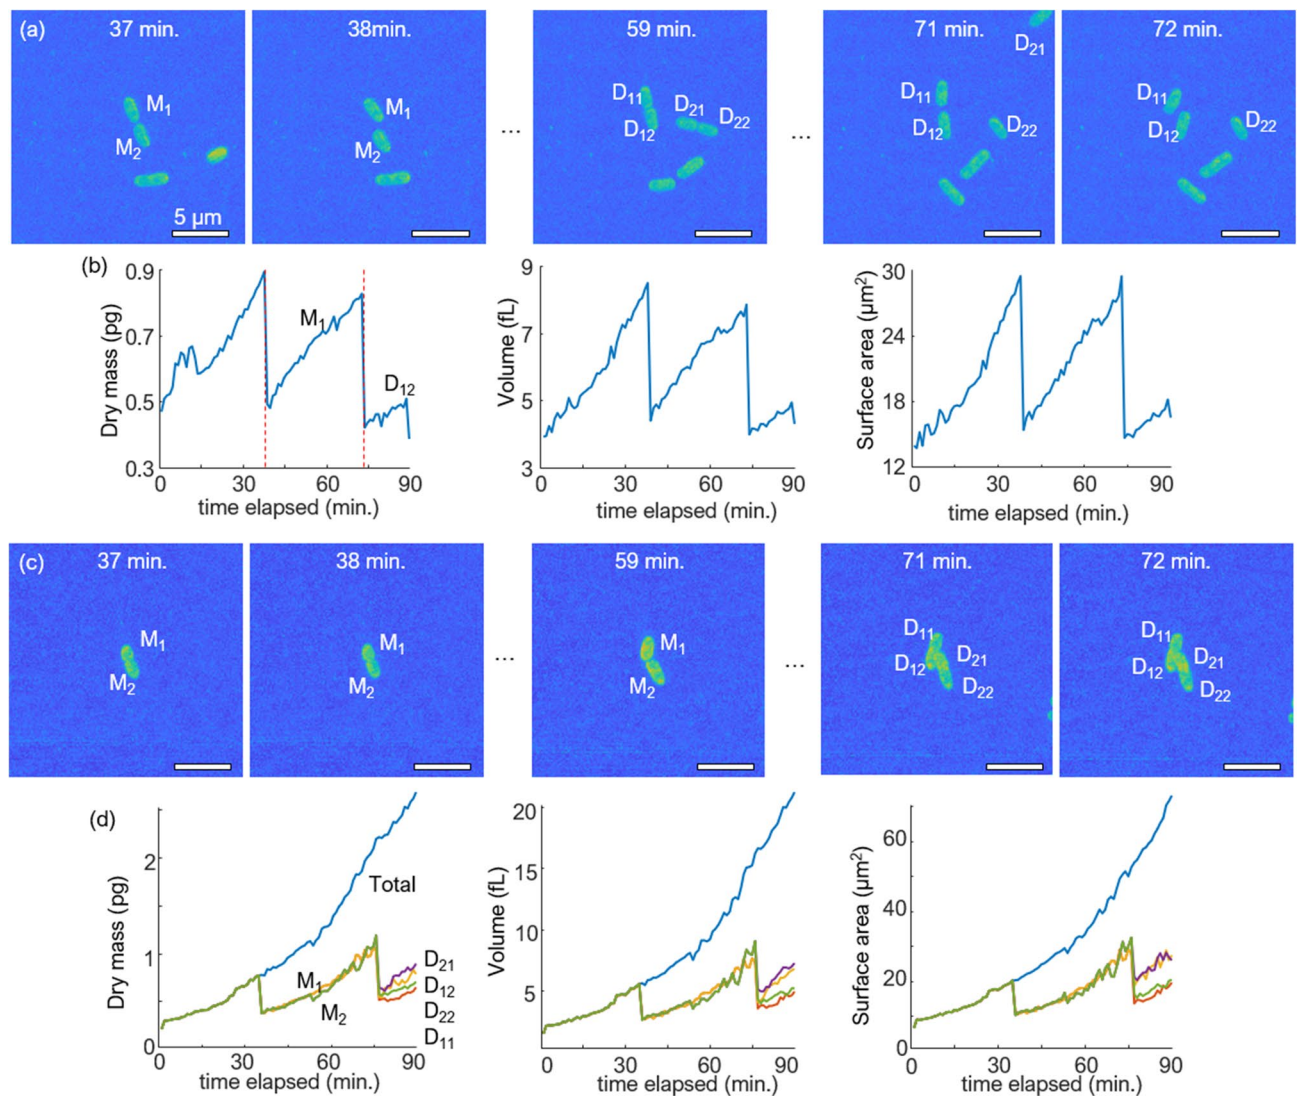 (a) 37 min. 38min. 59 min. 71 min. 72 min.
D21
M1 M1 D11 D21 D22 D11 D11
M2 M2 D12 D12 D22 D12 D22
... ...
5 μm
(b)
Dry mass (pg)
0.9
0.7
0.5
0.3
M1
D12
0 30 60 90
time elapsed (min.)
Volume (fL)
9
7
5
3
0 30 60 90
time elapsed (min.)
Surface area (μm2)
30
24
18
12
0 30 60 90
time elapsed (min.)
(c) 37 min. 38 min. 59 min. 71 min. 72 min.
M1 M1 M1 D11 D11
M2 M2 M2 D12 D21 D12 D21
D22 D22
... ...
(d)
Dry mass (pg)
2
1
0
Total
M1
M2
D21
D12
D22
D11
0 30 60 90
time elapsed (min.)
Volume (fL)
20
15
10
5
0 30 60 90
time elapsed (min.)
Surface area (μm2)
60
40
20
0
0 30 60 90
time elapsed (min.)